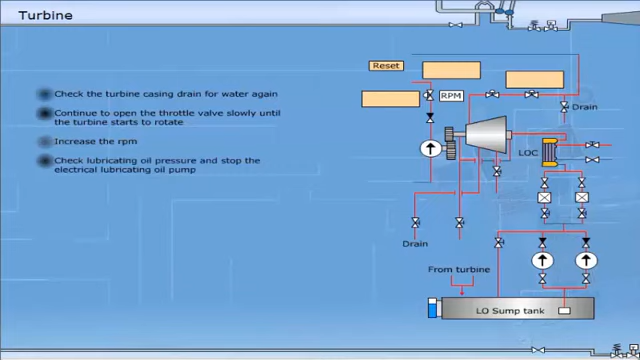 Turbine
Check the turbine casing drain for water again
Continue to open the throttle valve slowly until
the turbine starts to rotate
Increase the rpm
Check lubricating oil pressure and stop the
electrical lubricating oil pump
Reset
RPM
Drain
LOC
Drain
From turbine
LO Sump tank